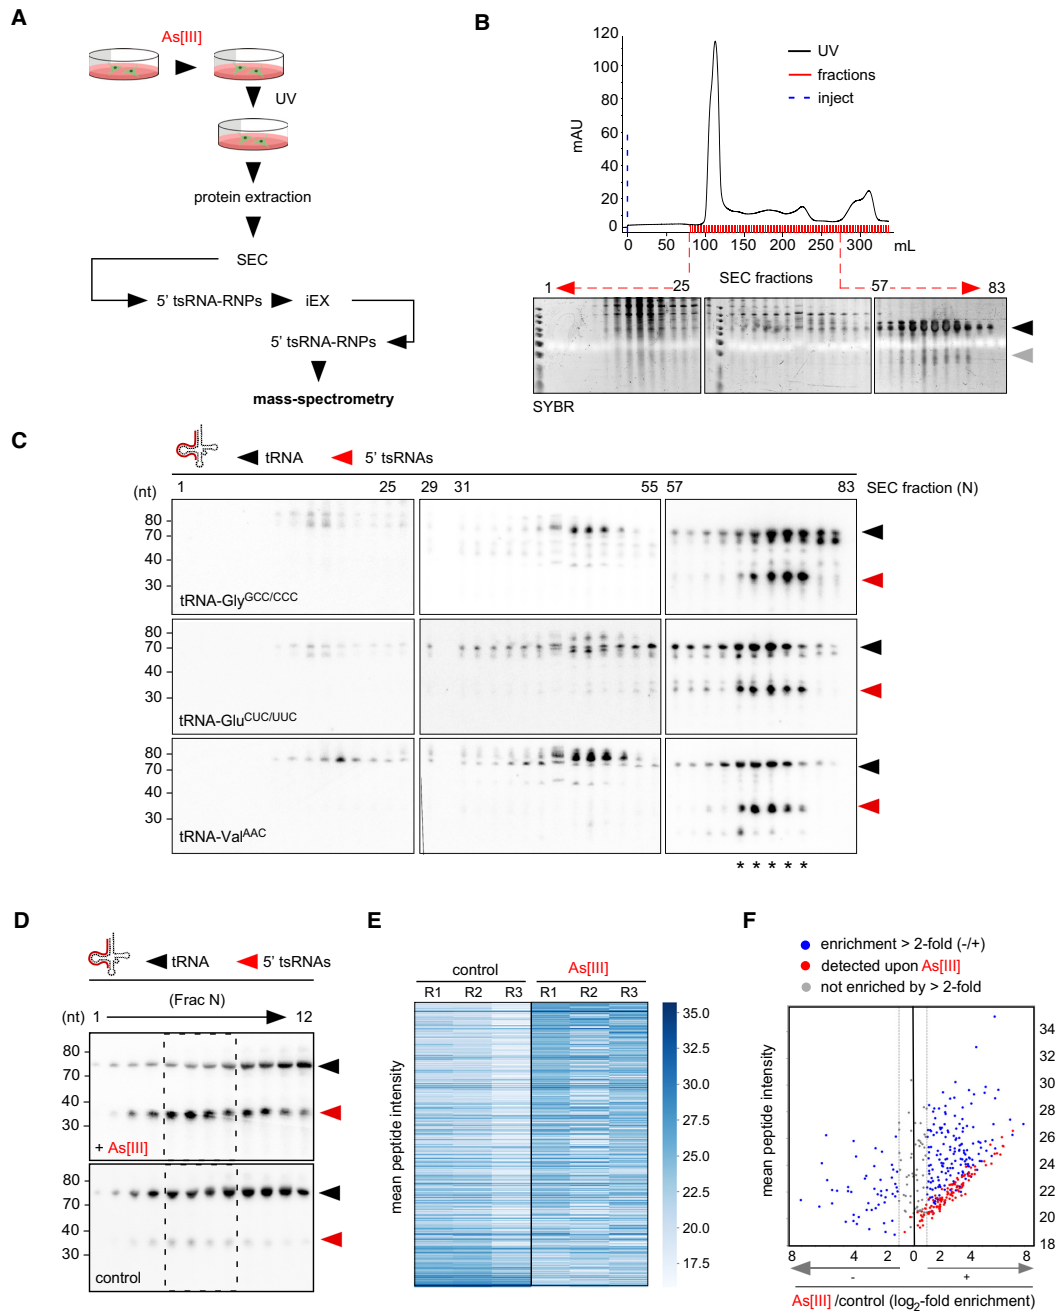 A
As[III]
UV
protein extraction
SEC
5' tsRNA-RNPs
iEX
5' tsRNA-RNPs
mass-spectrometry
B
120
100
80
60
40
20
0
mAU
UV
fractions
inject
0 50 100 150 200 250 300 mL
SEC fractions
1 25 57 83
SYBR
C
tRNA 5' tsRNAs
(nt) 1 25 29 31 55 57 83 SEC fraction (N)
80
70
40
30
tRNA-Gly^GCC/CCC
80
70
40
30
tRNA-Glu^CUC/UUC
80
70
40
30
tRNA-Val^AAC
* * * * *
D
tRNA 5' tsRNAs
(Frac N)
(nt) 1 12
80
70
40
30
+ As[III]
80
70
40
30
control
E
control As[III]
R1 R2 R3 R1 R2 R3
mean peptide intensity
35.0
32.5
30.0
27.5
25.0
22.5
20.0
17.5
F
enrichment > 2-fold (-/+)
detected upon As[III]
not enriched by > 2-fold
mean peptide intensity
34
32
30
28
26
24
22
20
18
8 4 2 0 2 4 8
- +
As[III] /control (log2-fold enrichment)